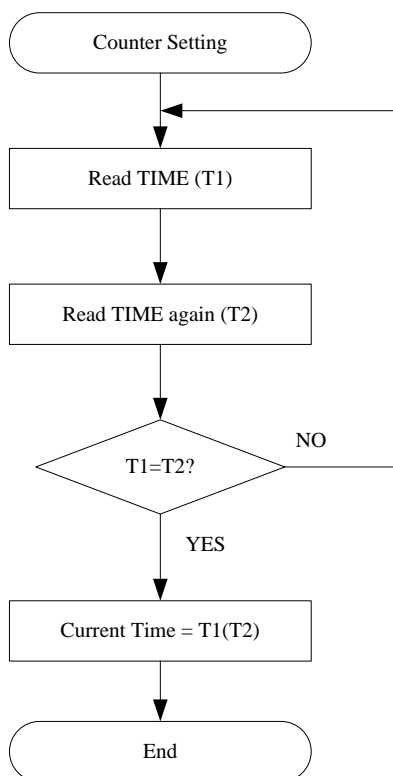 Counter Setting
Read TIME (T1)
Read TIME again (T2)
T1=T2?
NO
YES
Current Time = T1(T2)
End